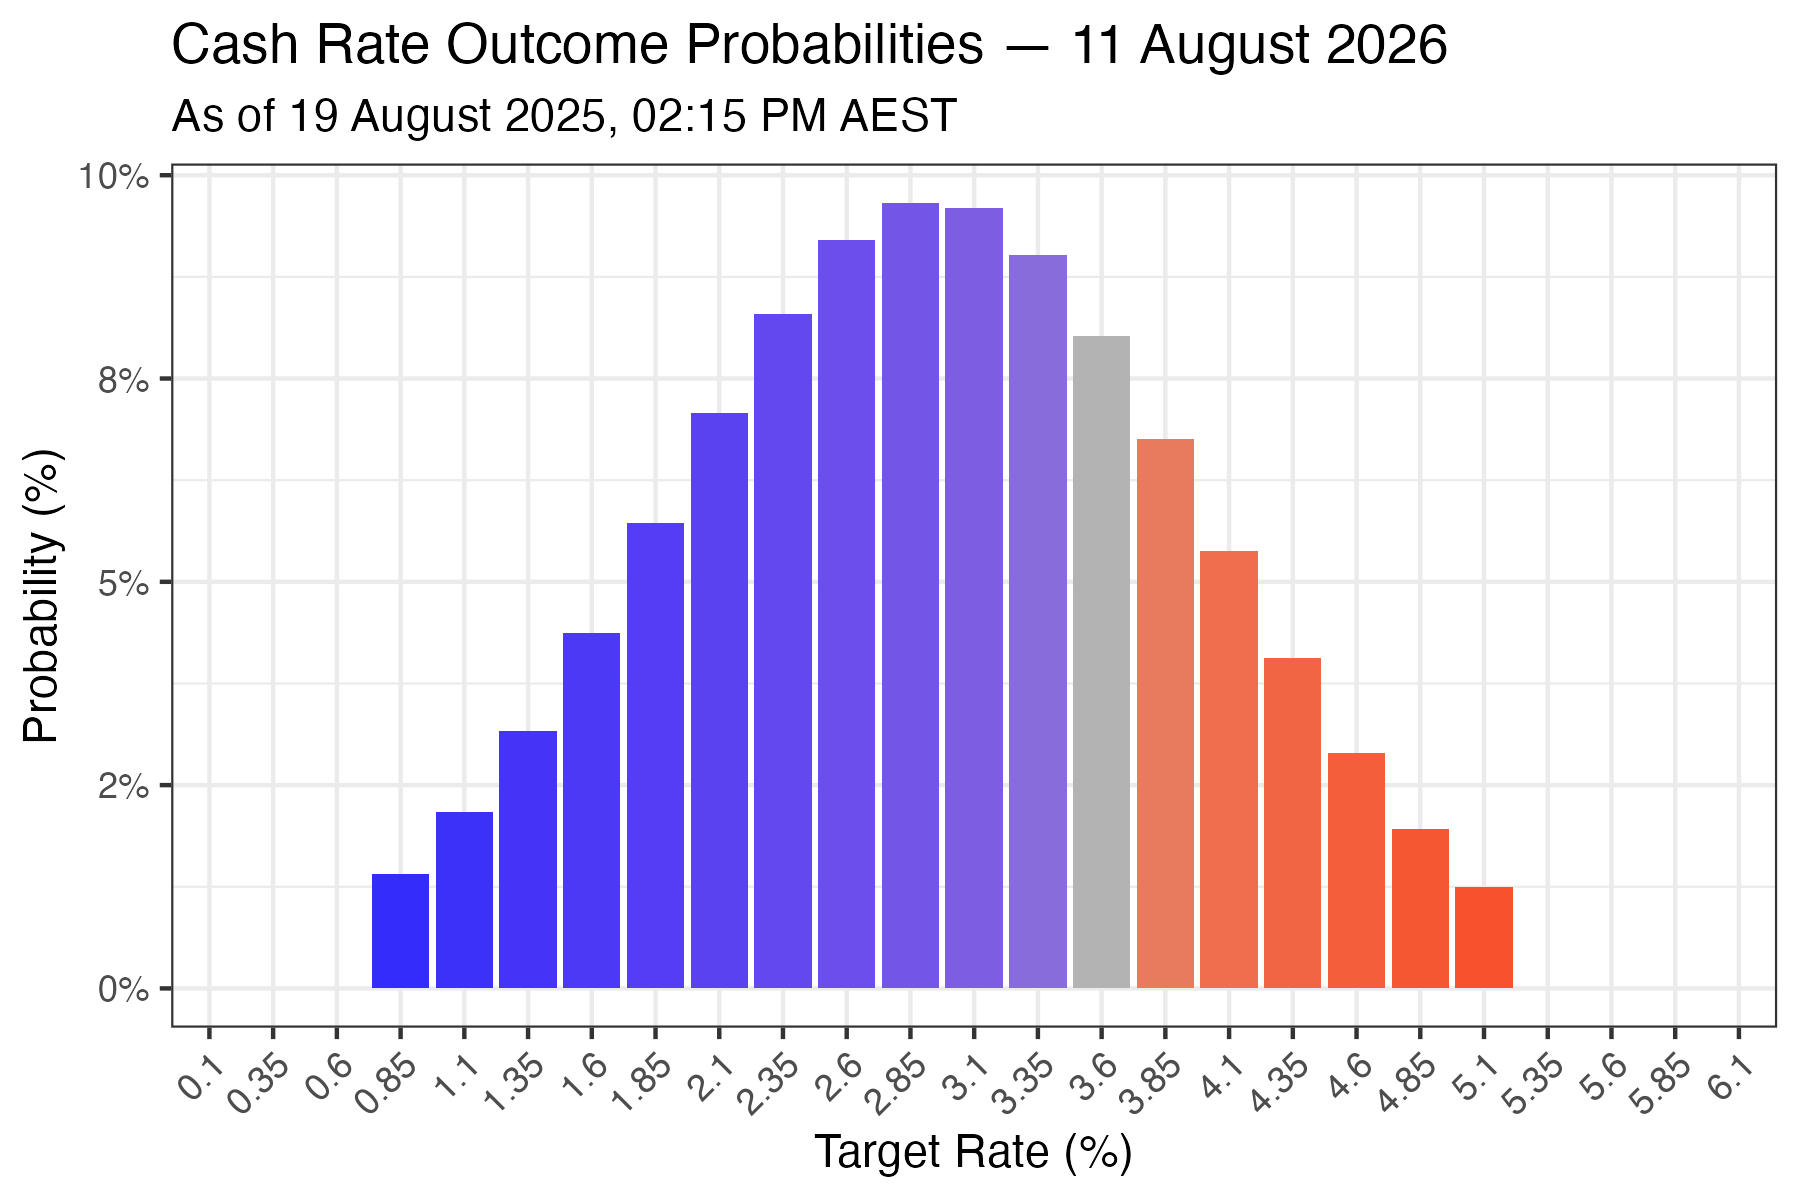 Cash Rate Outcome Probabilities — 11 August 2026
As of 19 August 2025, 02:15 PM AEST
Probability (%)
10%
8%
5%
2%
0%
0.1 0.35 0.6 0.85 1.1 1.35 1.6 1.85 2.1 2.35 2.6 2.85 3.1 3.35 3.6 3.85 4.1 4.35 4.6 4.85 5.1 5.35 5.6 5.85 6.1
Target Rate (%)